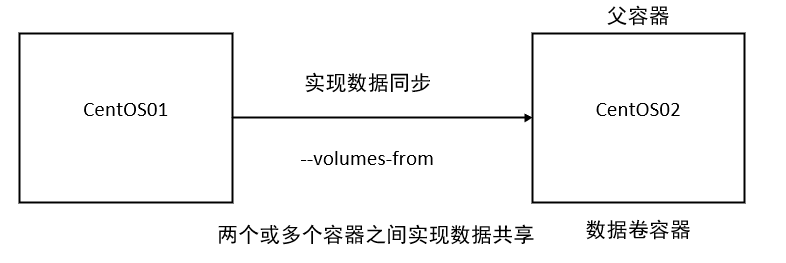 父容器
实现数据同步
CentOS01
CentOS02
--volumes-from
两个或多个容器之间实现数据共享
数据卷容器